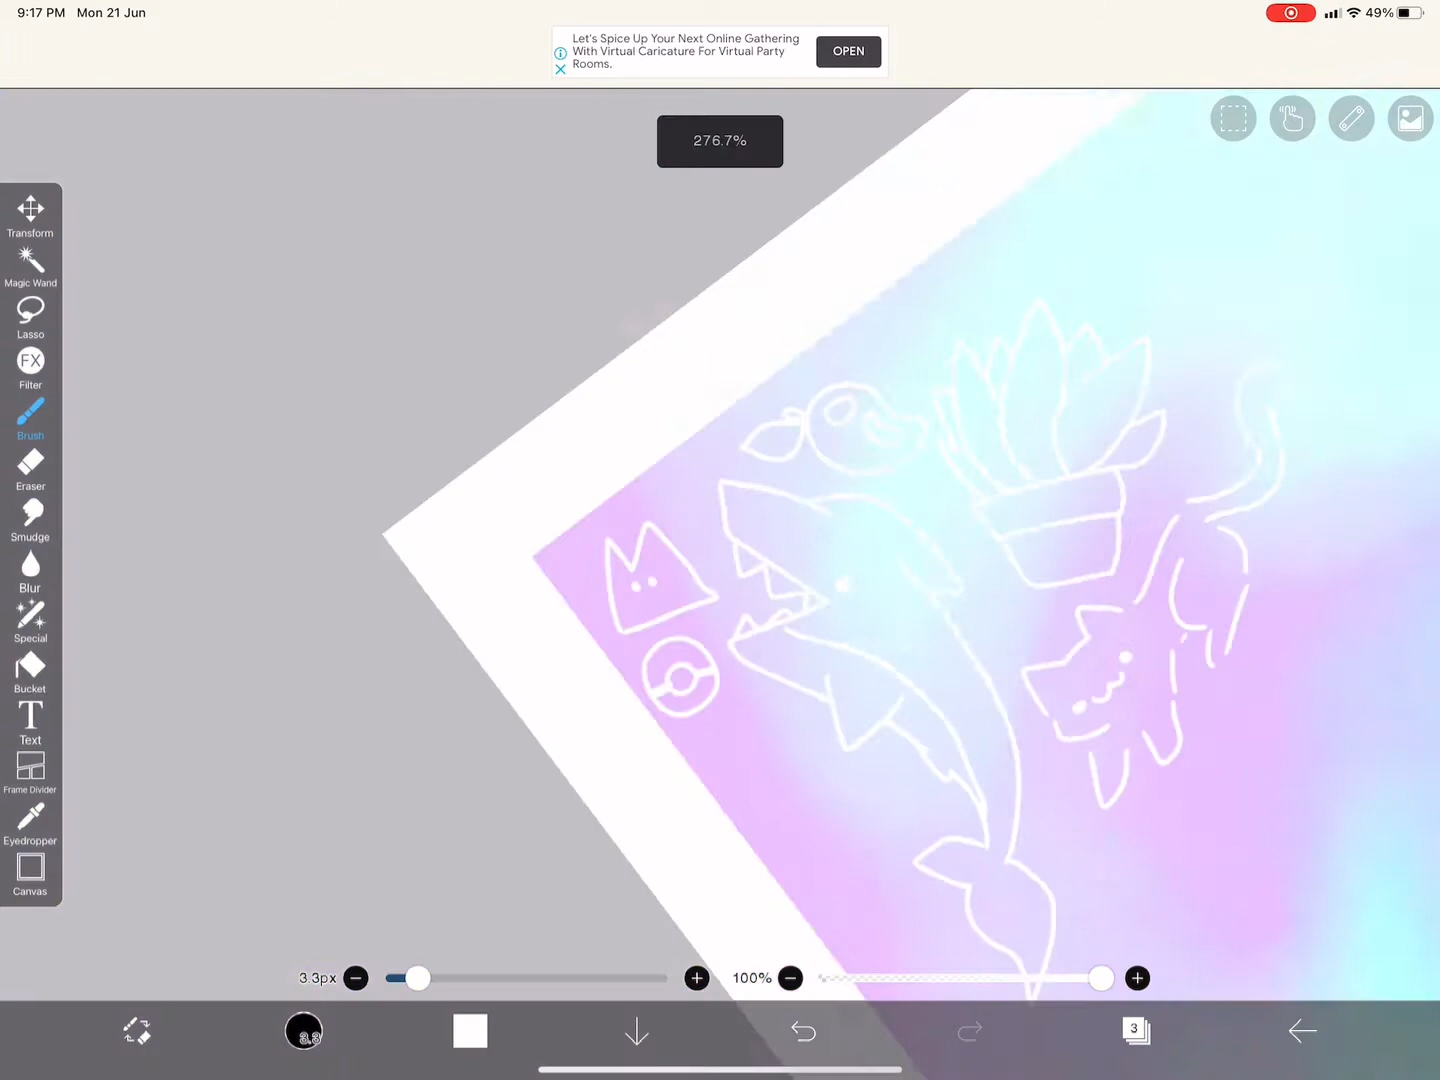 9:17 PM Mon 21 Jun
49%
Let's Spice Up Your Next Online Gathering
With Virtual Caricature For Virtual Party
Rooms.
OPEN
276.7%
Transform
Magic Wand
Lasso
FX
Filter
Brush
Eraser
Smudge
Blur
Special
Bucket
T
Text
Frame Divider
Eyedropper
Canvas
3.3px
100%
3.3
3